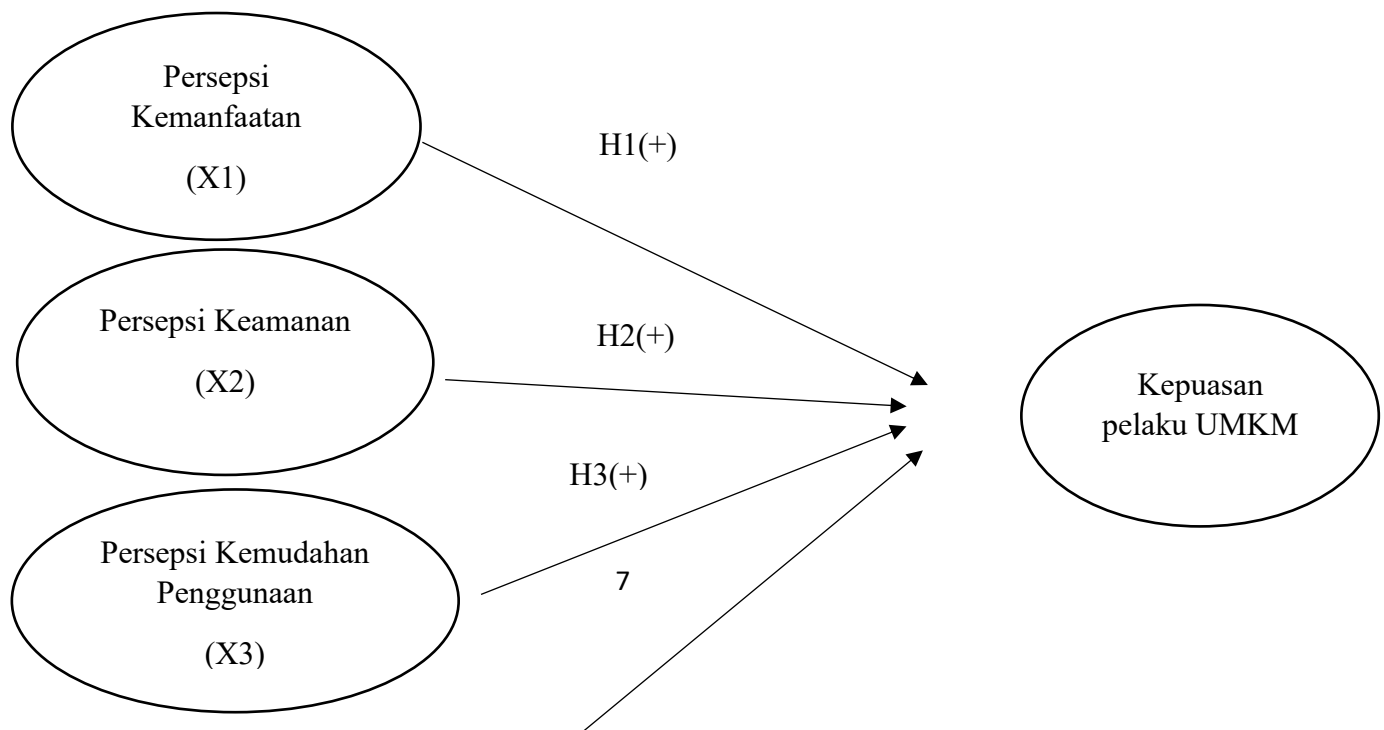 Persepsi
Kemanfaatan
(X1)
H1(+)
Persepsi Keamanan
(X2)
H2(+)
Kepuasan
pelaku UMKM
H3(+)
Persepsi Kemudahan
Penggunaan
(X3)
7